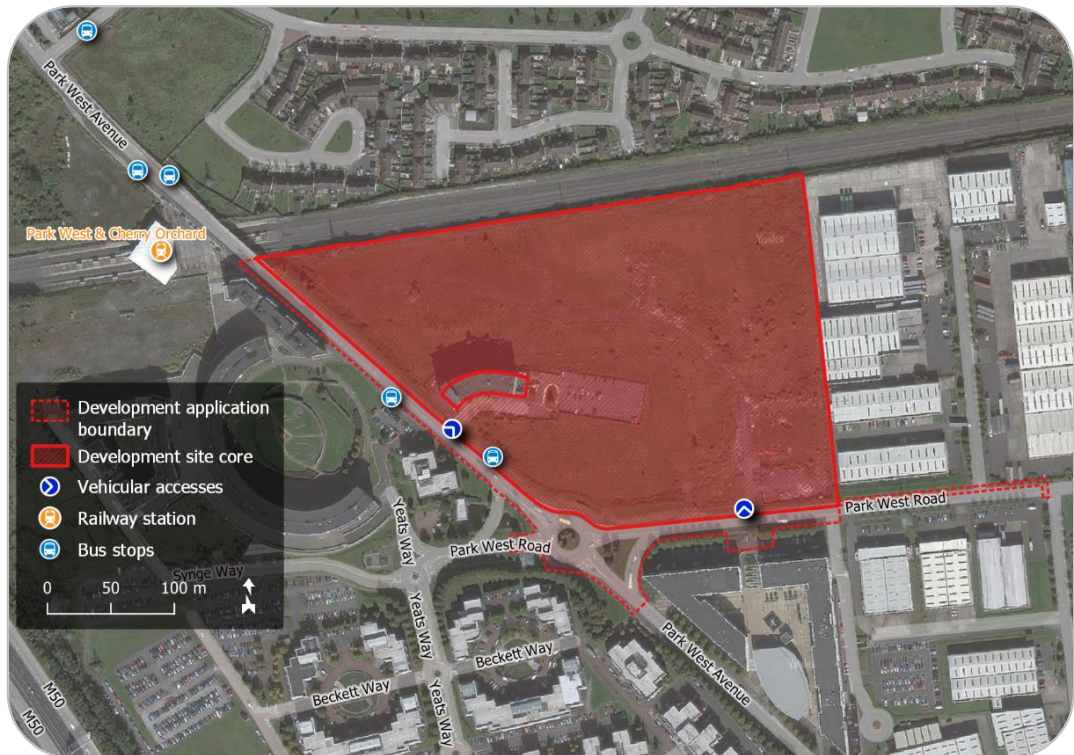 Park West Avenue
Park West & Cherry Orchard
Yeates
Development application
boundary
Development site core
Vehicular accesses
Railway station
Bus stops
0 50 100 m
Synge Way
Yeats Way
Park West Road
Park West Road
Yeats Way
Beckett Way
Beckett Way
Yeats Way
Park West Avenue
M50
M50